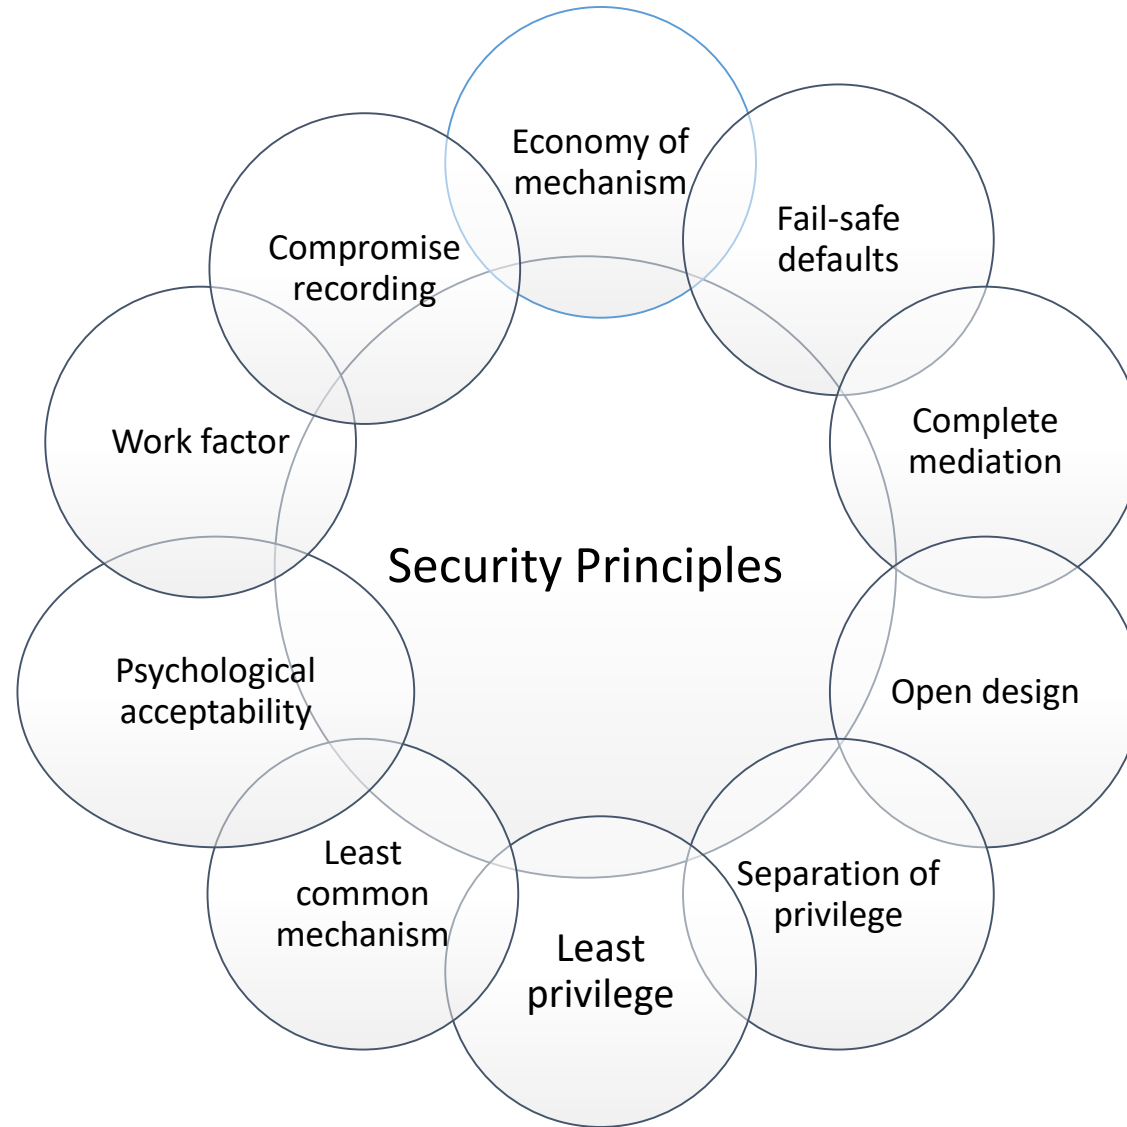 Economy of
mechanism
Fail-safe
defaults
Complete
mediation
Open design
Separation of
privilege
Least
privilege
Least
common
mechanism
Psychological
acceptability
Work factor
Compromise
recording
Security Principles